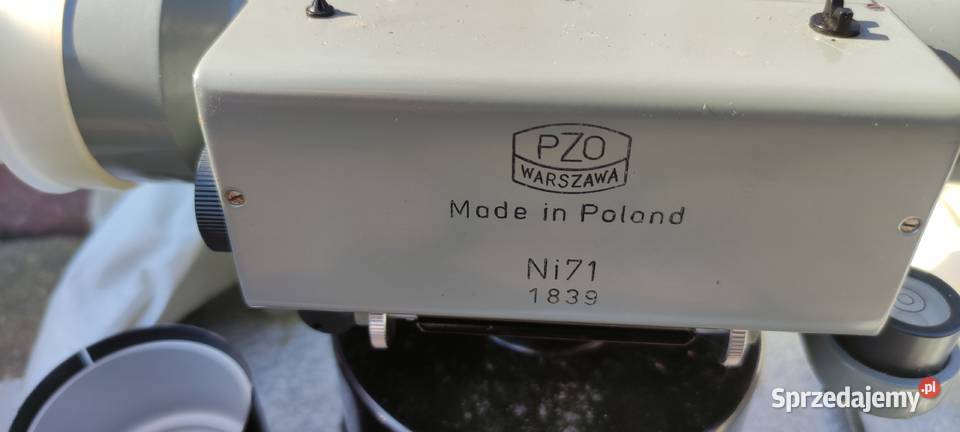 PZO
WARSZAWA
Made in Poland
Ni71
1839
Sprzedajemy.pl